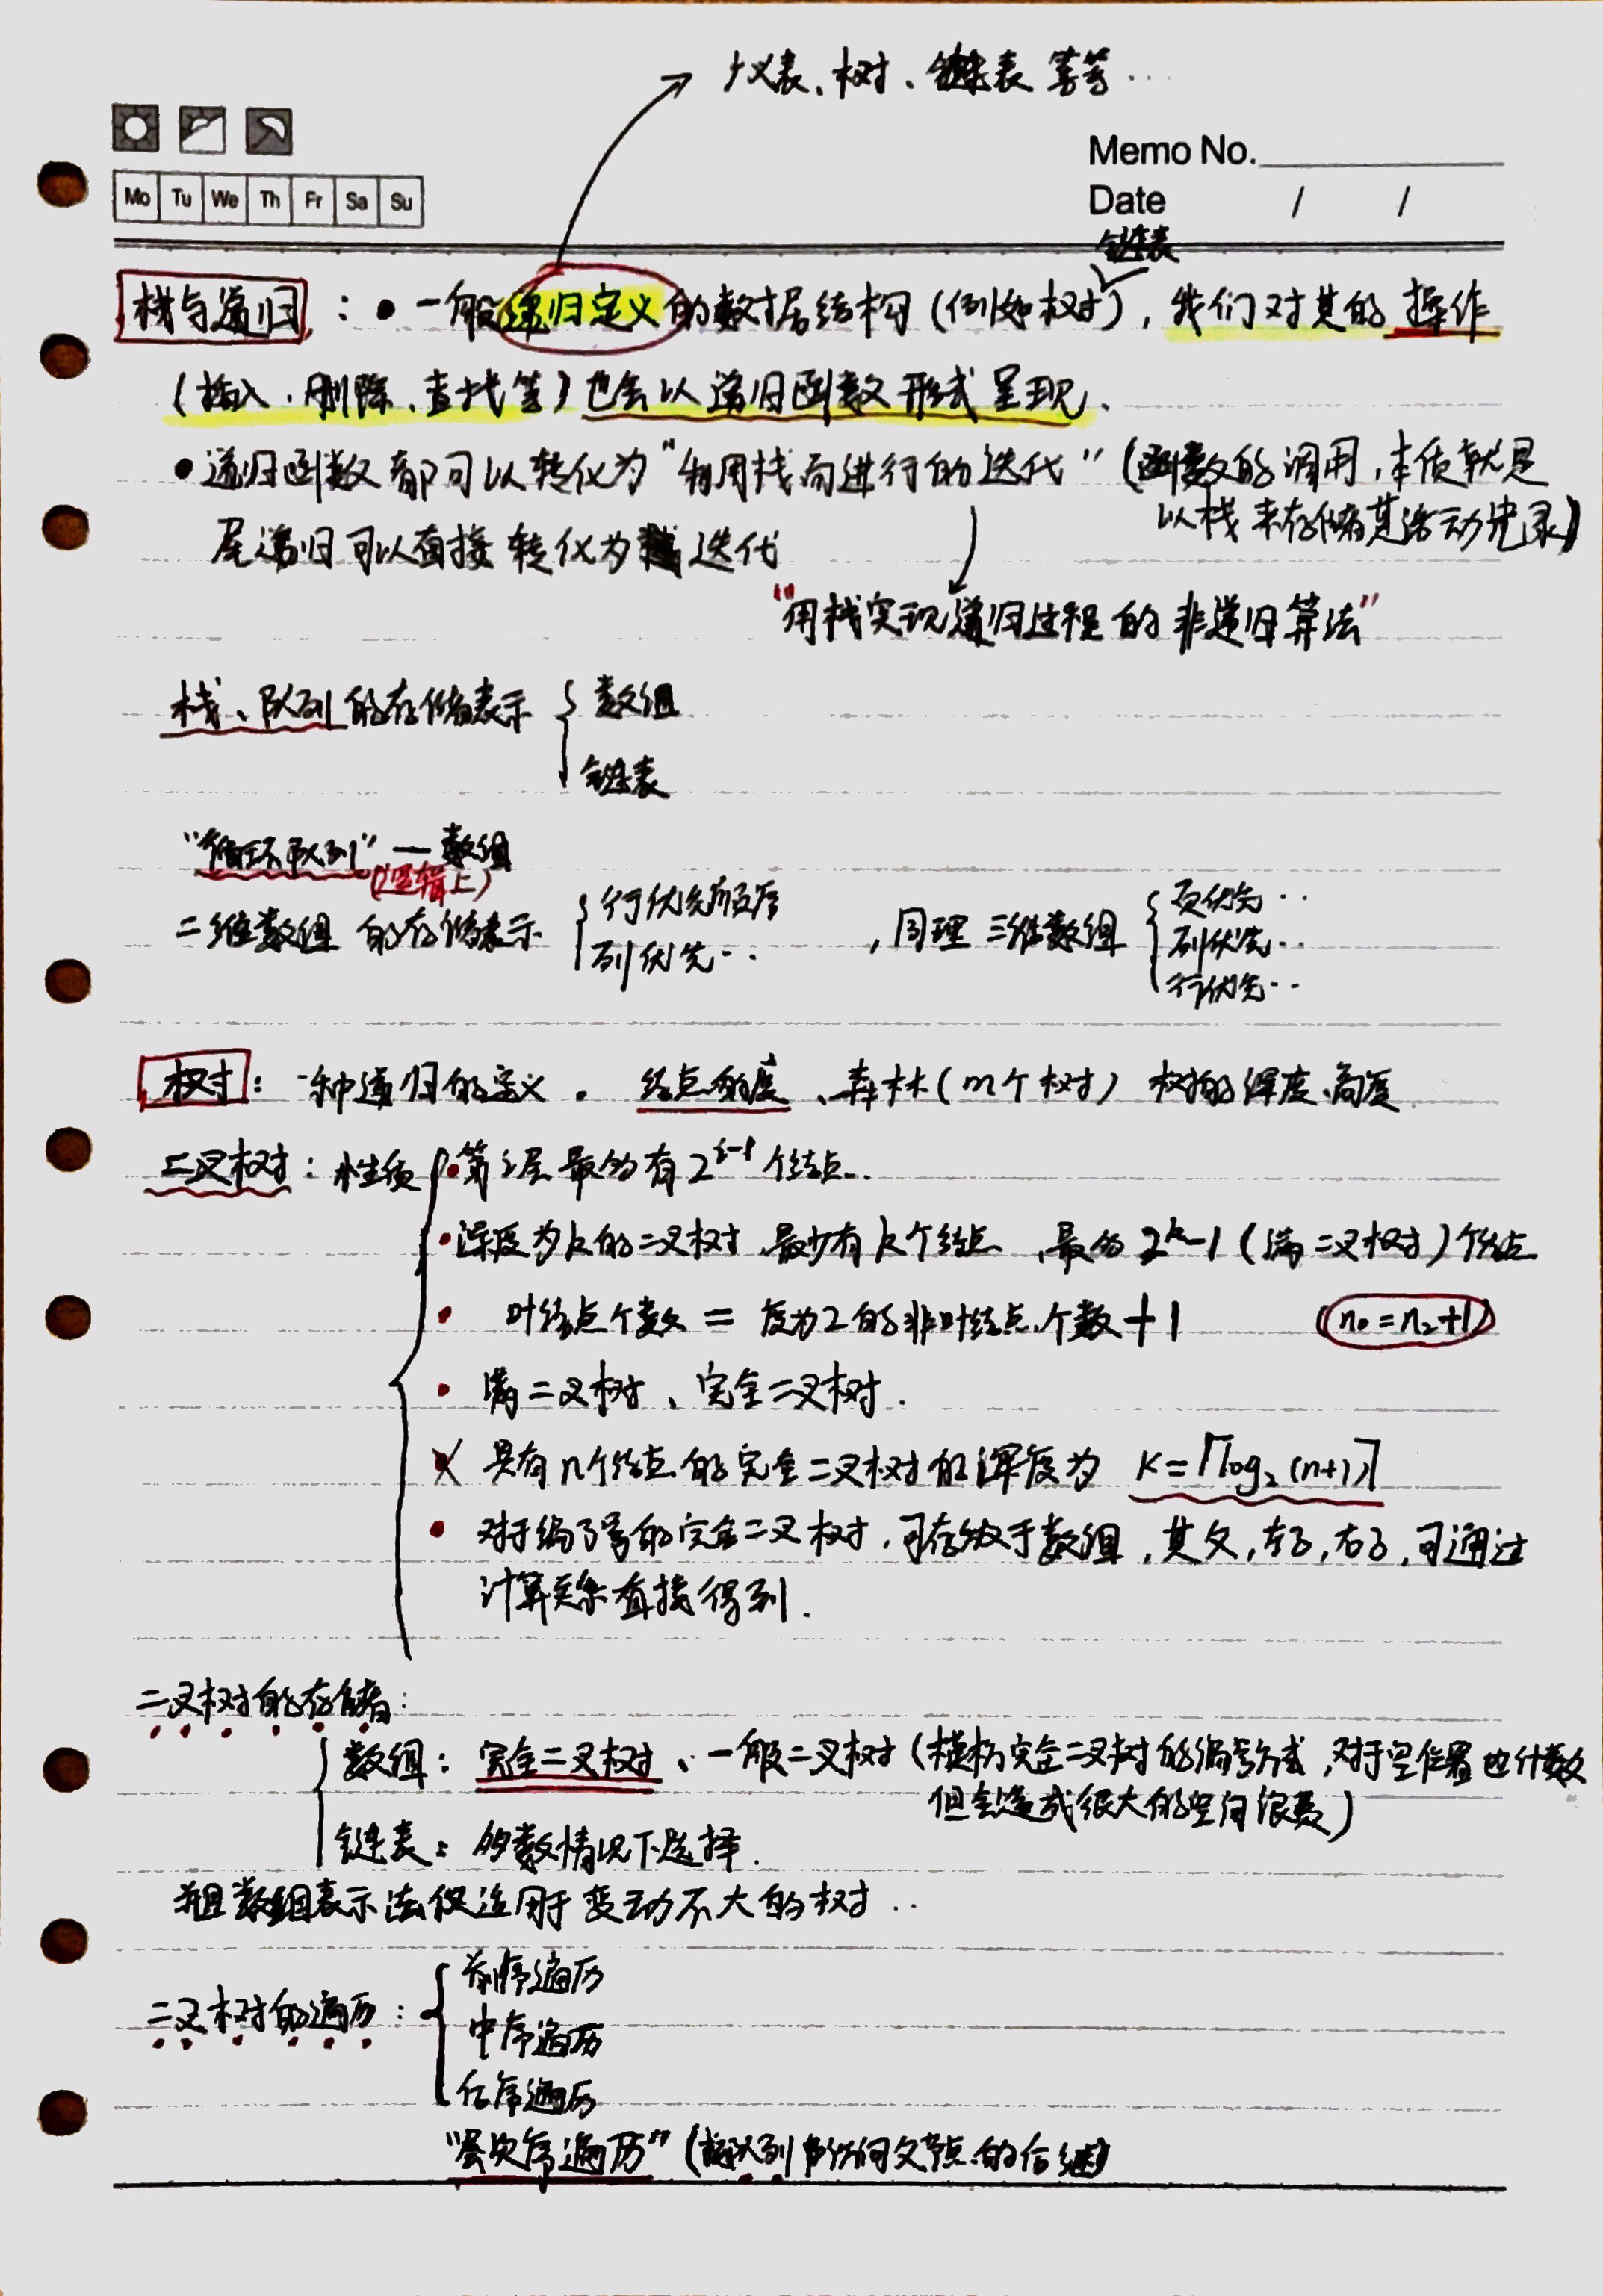 广义表、树、链表 等等…
Memo No.
Mo Tu We Th Fr Sa Su
Date / /
链表
栈与递归：●一般递归定义的数据结构（例如树），我们对其的操作
（插入、删除、查找等）也会以递归函数形式呈现、
●递归函数都可以转化为"利用栈而进行的迭代"（函数的调用，本质就是
以栈来存储其活动记录）
尾递归可以直接转化为 迭代
"用栈实现递归过程的非递归算法"
栈、队列的存储表示 { 数组
链表
"循环队列"—数组
（逻辑上）
二维数组 的存储表示 { 行优先顺序
列优先…
，同理 三维数组 { 页优先…
列优先…
行优先…
树：一种递归的定义。结点的度、森林（m个树） 树的深度、高度
二叉树：性质 { •第i层最多有2^{i-1}个结点..
•深度为k的二叉树 最少有k个结点，最多2^k-1（满二叉树）个结点
• 叶结点个数 = 度为2的非叶结点个数+1 (n₀=n₂+1)
• 满二叉树、完全二叉树.
具有n个结点的完全二叉树的深度为 K=⌈log₂(n+1)⌉
• 对于编了号的完全二叉树，可存放于数组，其父，左子，右子，可通过
计算关系直接得到.
二叉树的存储：
{ 数组：完全二叉树、一般二叉树（模枋完全二叉树的编号方式，对于空位置也计数
但会造成很大的空间浪费）
链表：多数情况下选择.
数组表示法仅适用于变动不大的树..
二叉树的遍历：{ 前序遍历
中序遍历
后序遍历
"层次序遍历"（ 队列 访问父节点的后继）